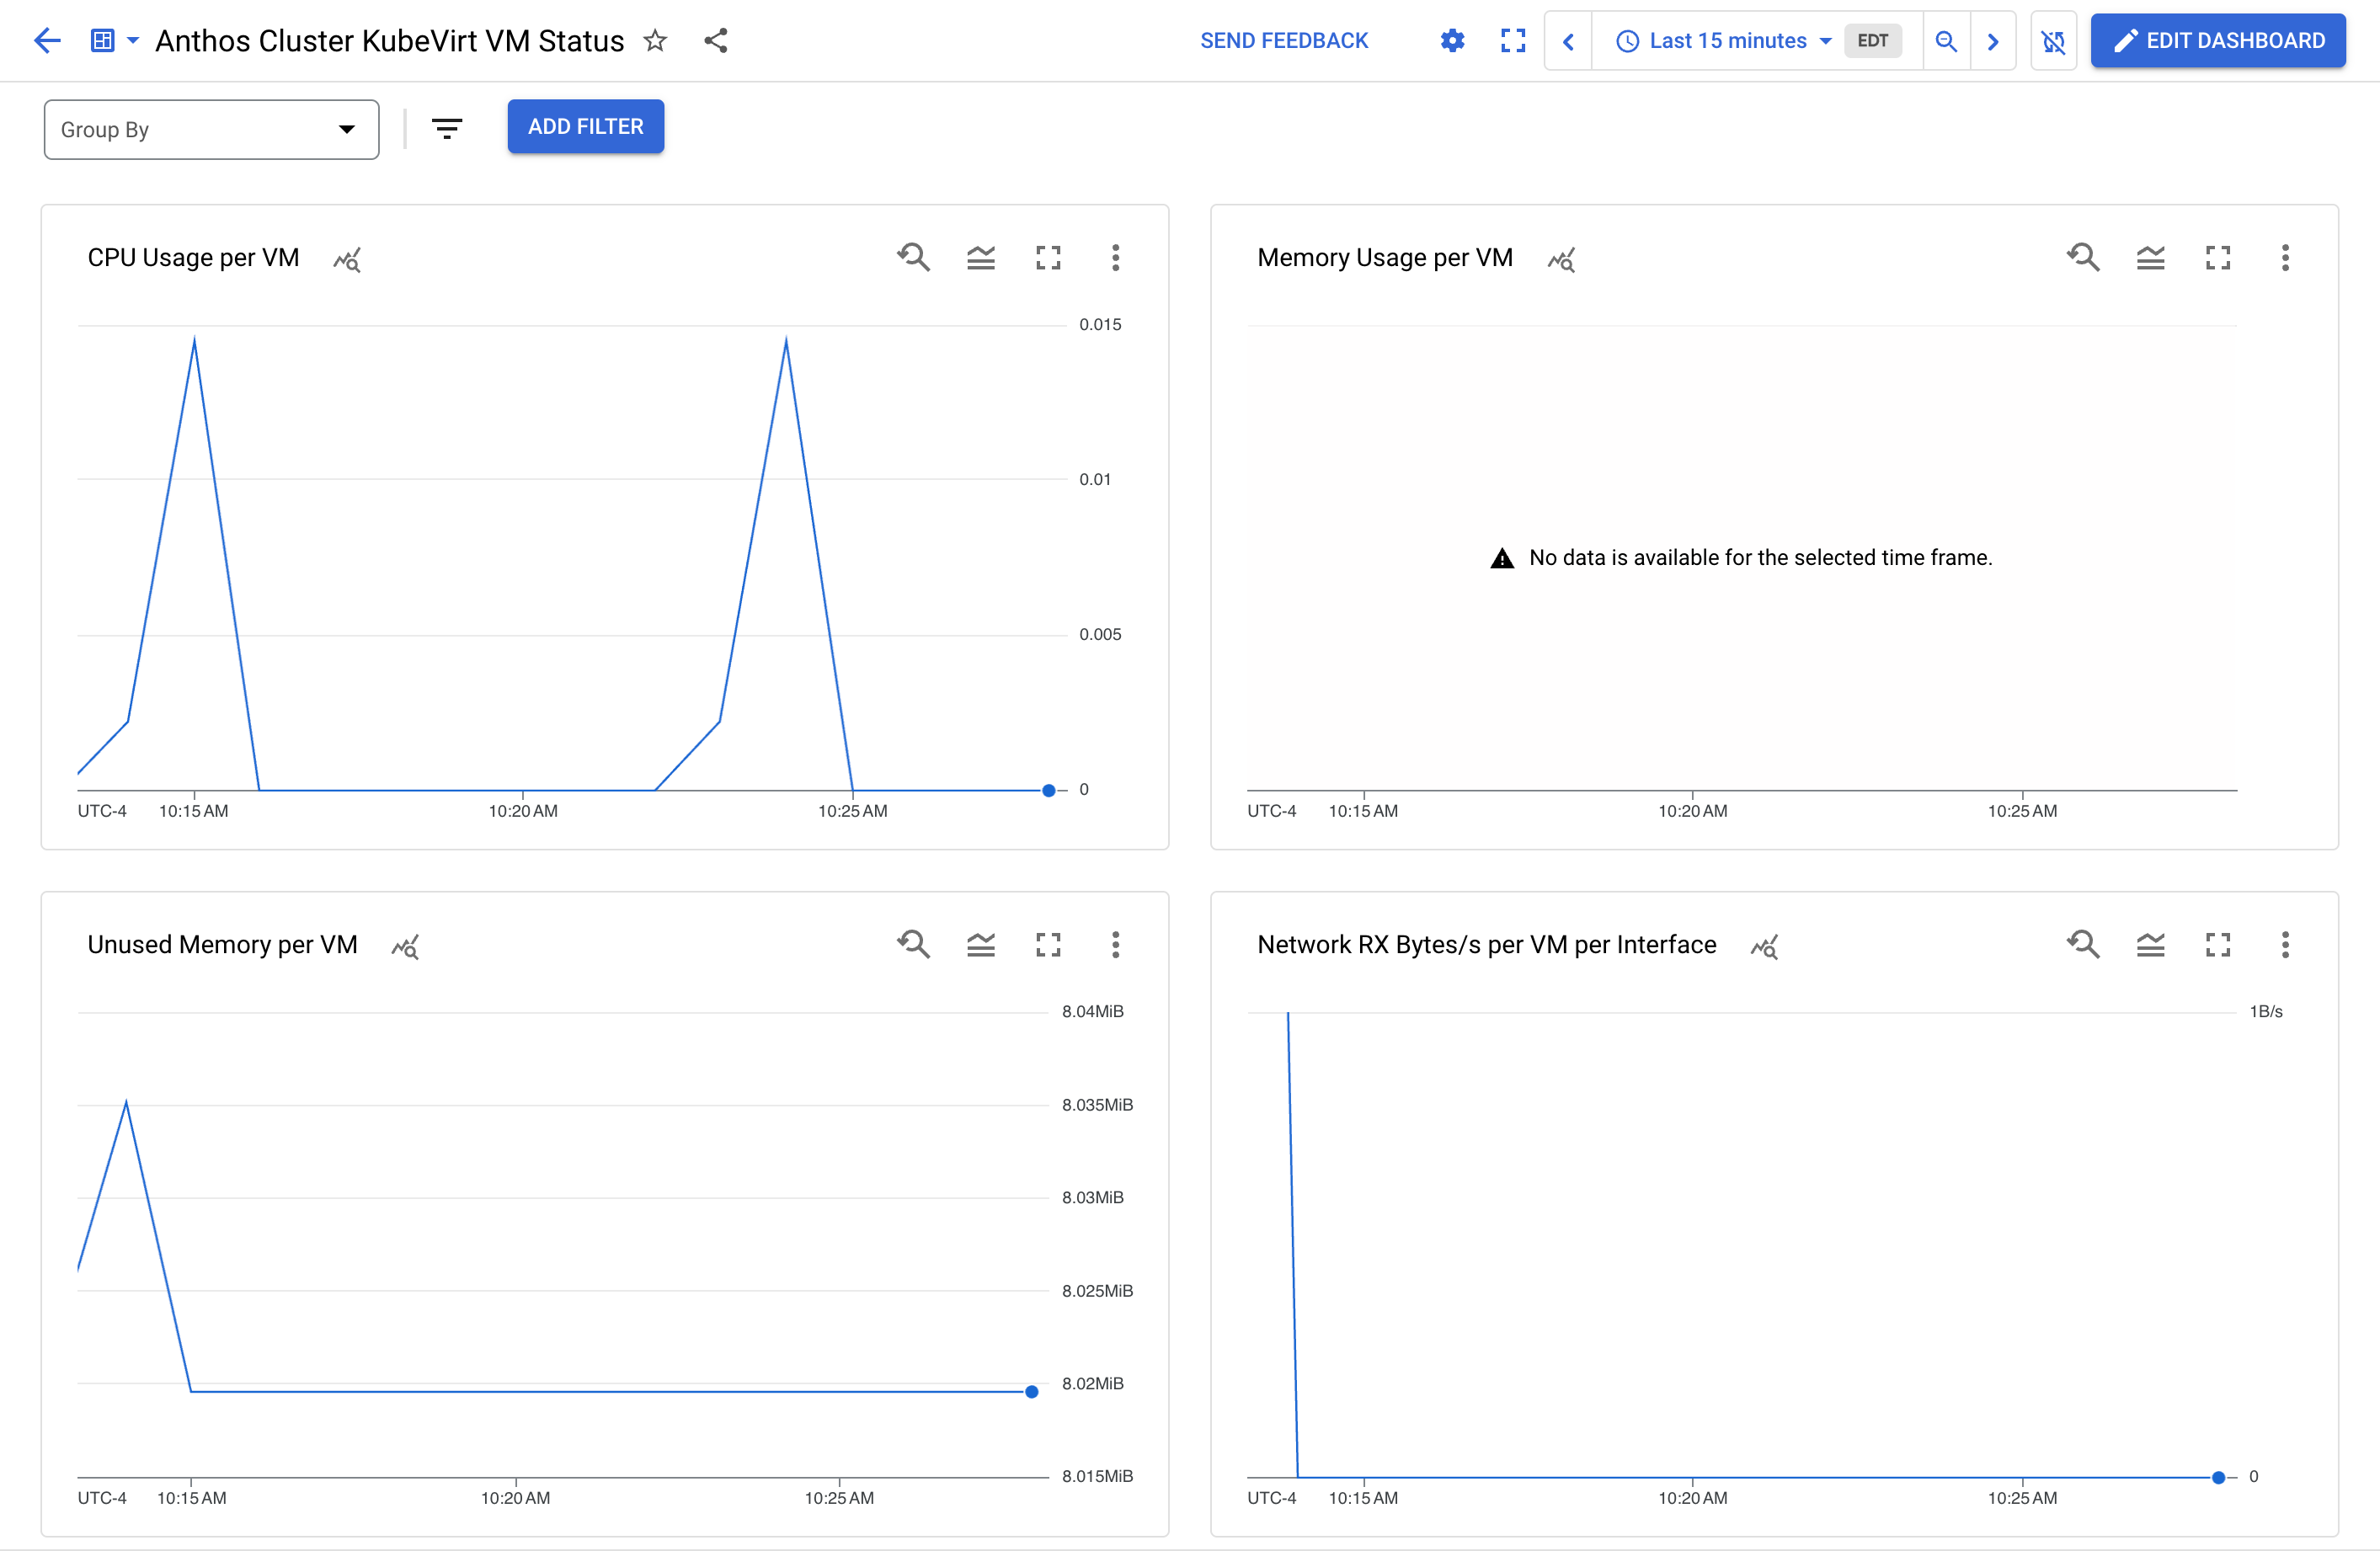 Anthos Cluster KubeVirt VM Status
SEND FEEDBACK
Last 15 minutes
EDT
EDIT DASHBOARD
Group By
ADD FILTER
CPU Usage per VM
0.015
0.01
0.005
0
UTC-4
10:15 AM
10:20 AM
10:25 AM
Memory Usage per VM
No data is available for the selected time frame.
UTC-4
10:15 AM
10:20 AM
10:25 AM
Unused Memory per VM
8.04MiB
8.035MiB
8.03MiB
8.025MiB
8.02MiB
8.015MiB
UTC-4
10:15 AM
10:20 AM
10:25 AM
Network RX Bytes/s per VM per Interface
1B/s
0
UTC-4
10:15 AM
10:20 AM
10:25 AM